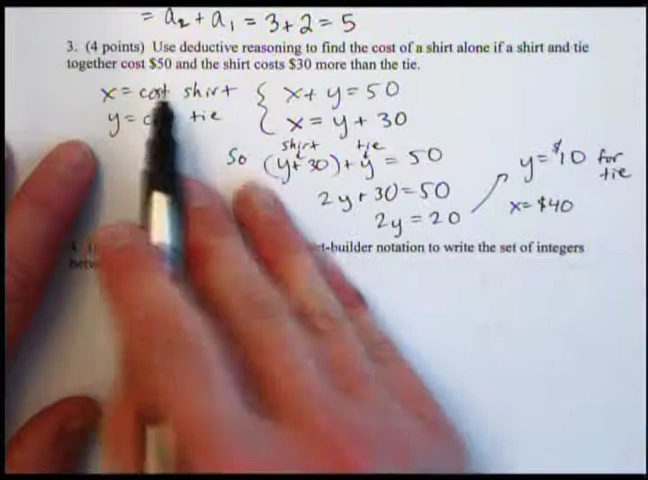 = a₂ + a₁ = 3 + 2 = 5
3. (4 points) Use deductive reasoning to find the cost of a shirt alone if a shirt and tie
together cost $50 and the shirt costs $30 more than the tie.
x = cost shirt { x + y = 50
y = c tie { x = y + 30
shirt tie
So (y + 30) + y = 50
y = $10 for tie
2y + 30 = 50
x = $40
2y = 20
t-builder notation to write the set of integers